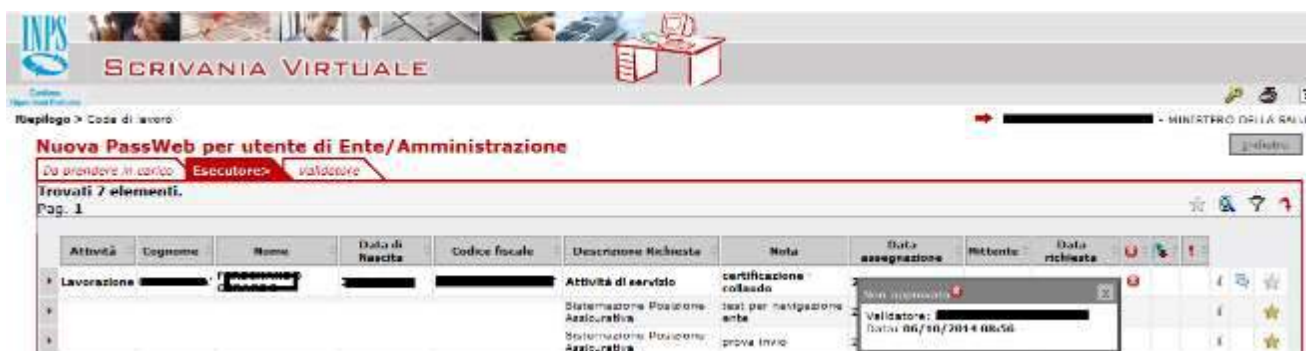 INPS
SCRIVANIA VIRTUALE
Riepilogo > Coda di lavoro
- MINISTERO DELLA SALU
Nuova PassWeb per utente di Ente/Amministrazione
indietro
Da prendere in carico Esecutore> Validatore
Trovati 7 elementi.
Pag. 1
Attività Cognome Nome Data di Nascita Codice fiscale Descrizione Richiesta Nota Data assegnazione Mittente Data richiesta !
Lavorazione Attività di servizio certificazione - collaudo
Non approvato
Sistemazione Posizione Assicurativa test per navigazione ente
Validatore:
Data: 06/10/2014 08:56
Sistemazione Posizione Assicurativa prova invio